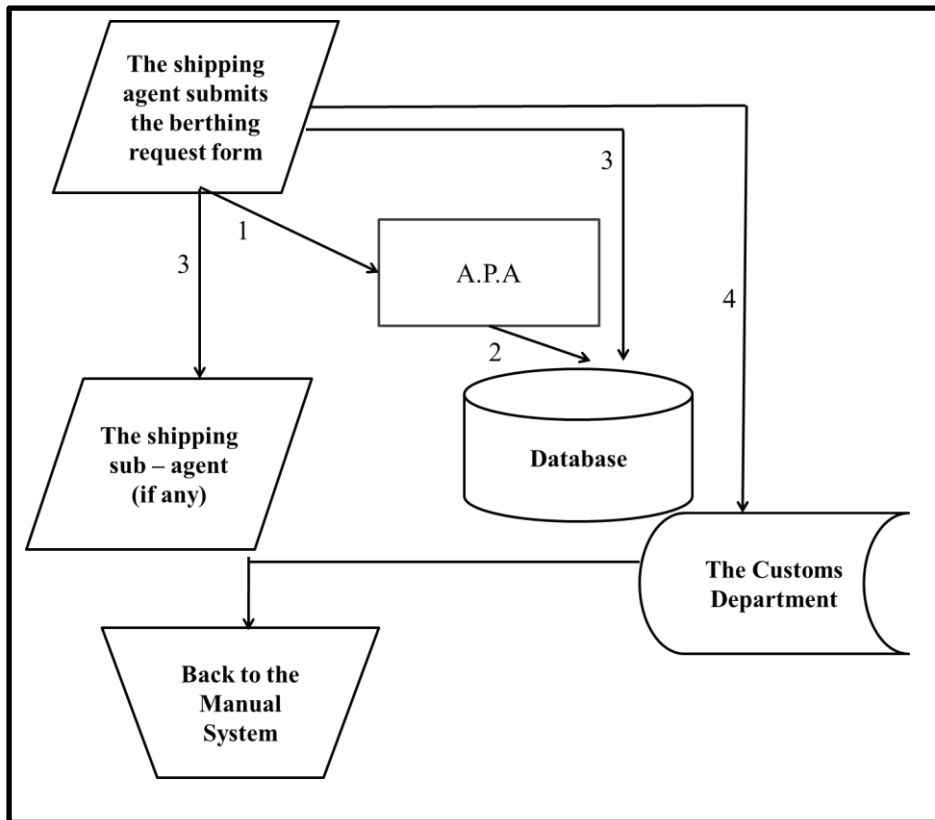 The shipping
agent submits
the berthing
request form
3
1
3
A.P.A
4
2
The shipping
sub – agent
(if any)
Database
The Customs
Department
Back to the
Manual
System